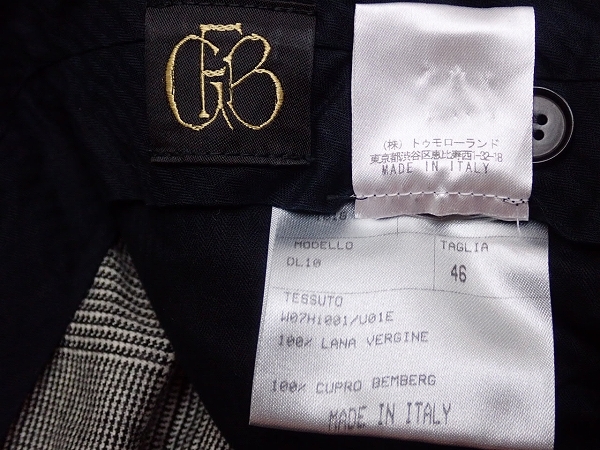 GFB
(株) トゥモローランド
東京都渋谷区恵比寿西1-32-18
MADE IN ITALY
MODELLO
TAGLIA
DL10
46
TESSUTO
W07H1001/U01E
100% LANA VERGINE
100% CUPRO BEMBERG
MADE IN ITALY